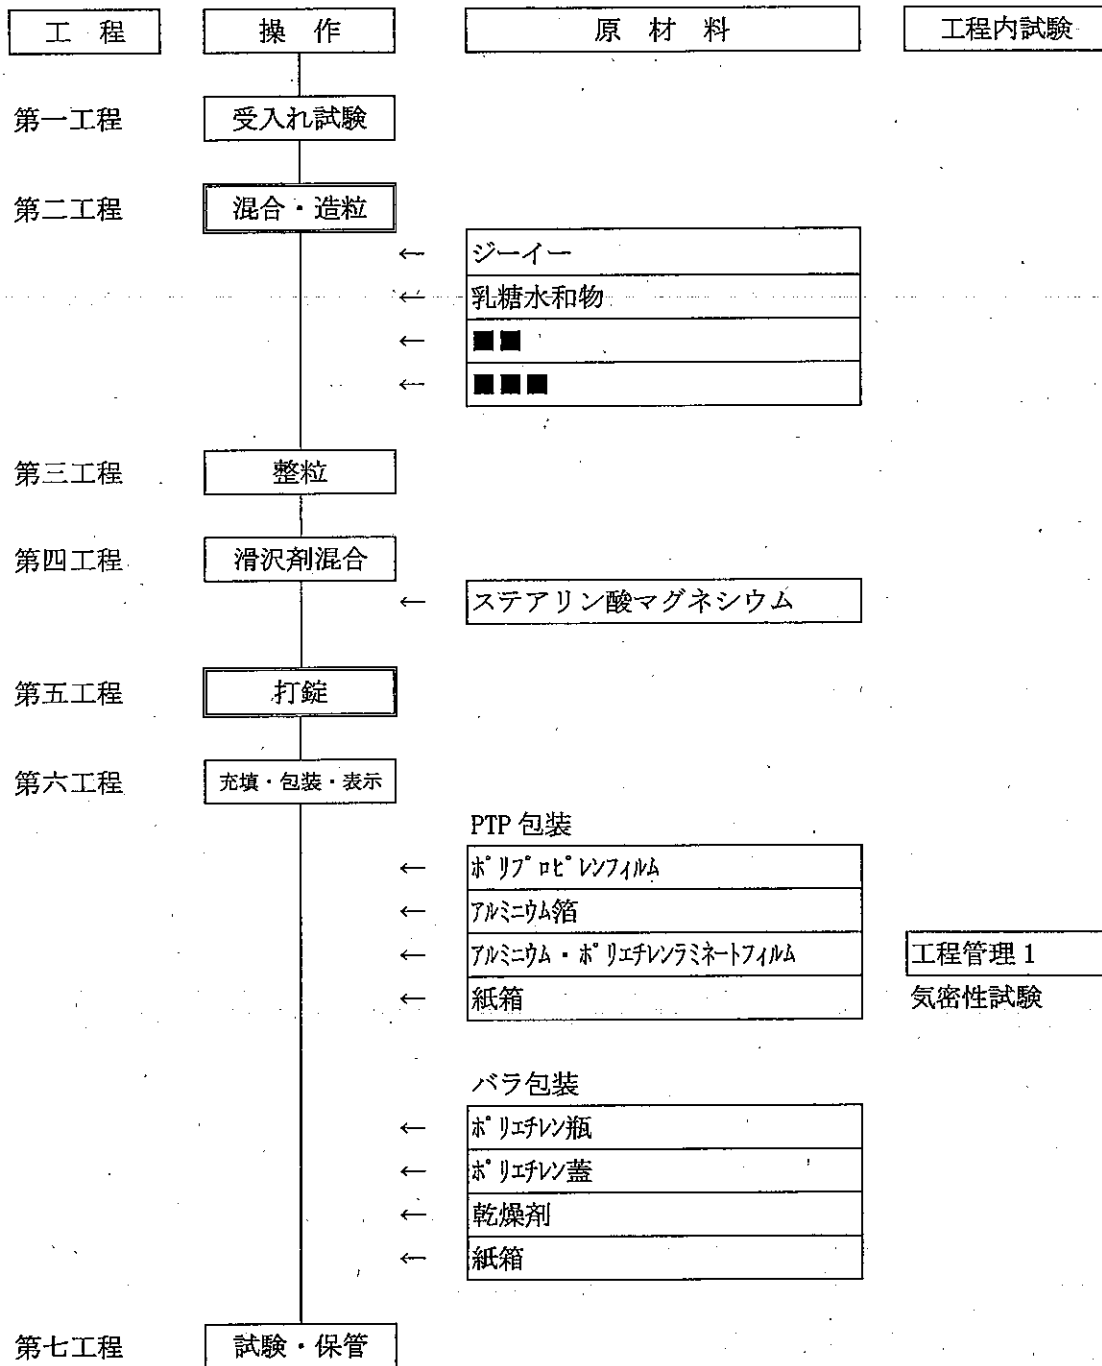 工程 操作 原材料 工程内試験
第一工程 受入れ試験
第二工程 混合・造粒
← ジーイー
← 乳糖水和物
← ■■
← ■■■
第三工程 整粒
第四工程 滑沢剤混合
← ステアリン酸マグネシウム
第五工程 打錠
第六工程 充填・包装・表示
PTP 包装
← ポリプロピレンフィルム
← アルミニウム箔
← アルミニウム・ポリエチレンラミネートフィルム 工程管理 1
← 紙箱 気密性試験
バラ包装
← ポリエチレン瓶
← ポリエチレン蓋
← 乾燥剤
← 紙箱
第七工程 試験・保管